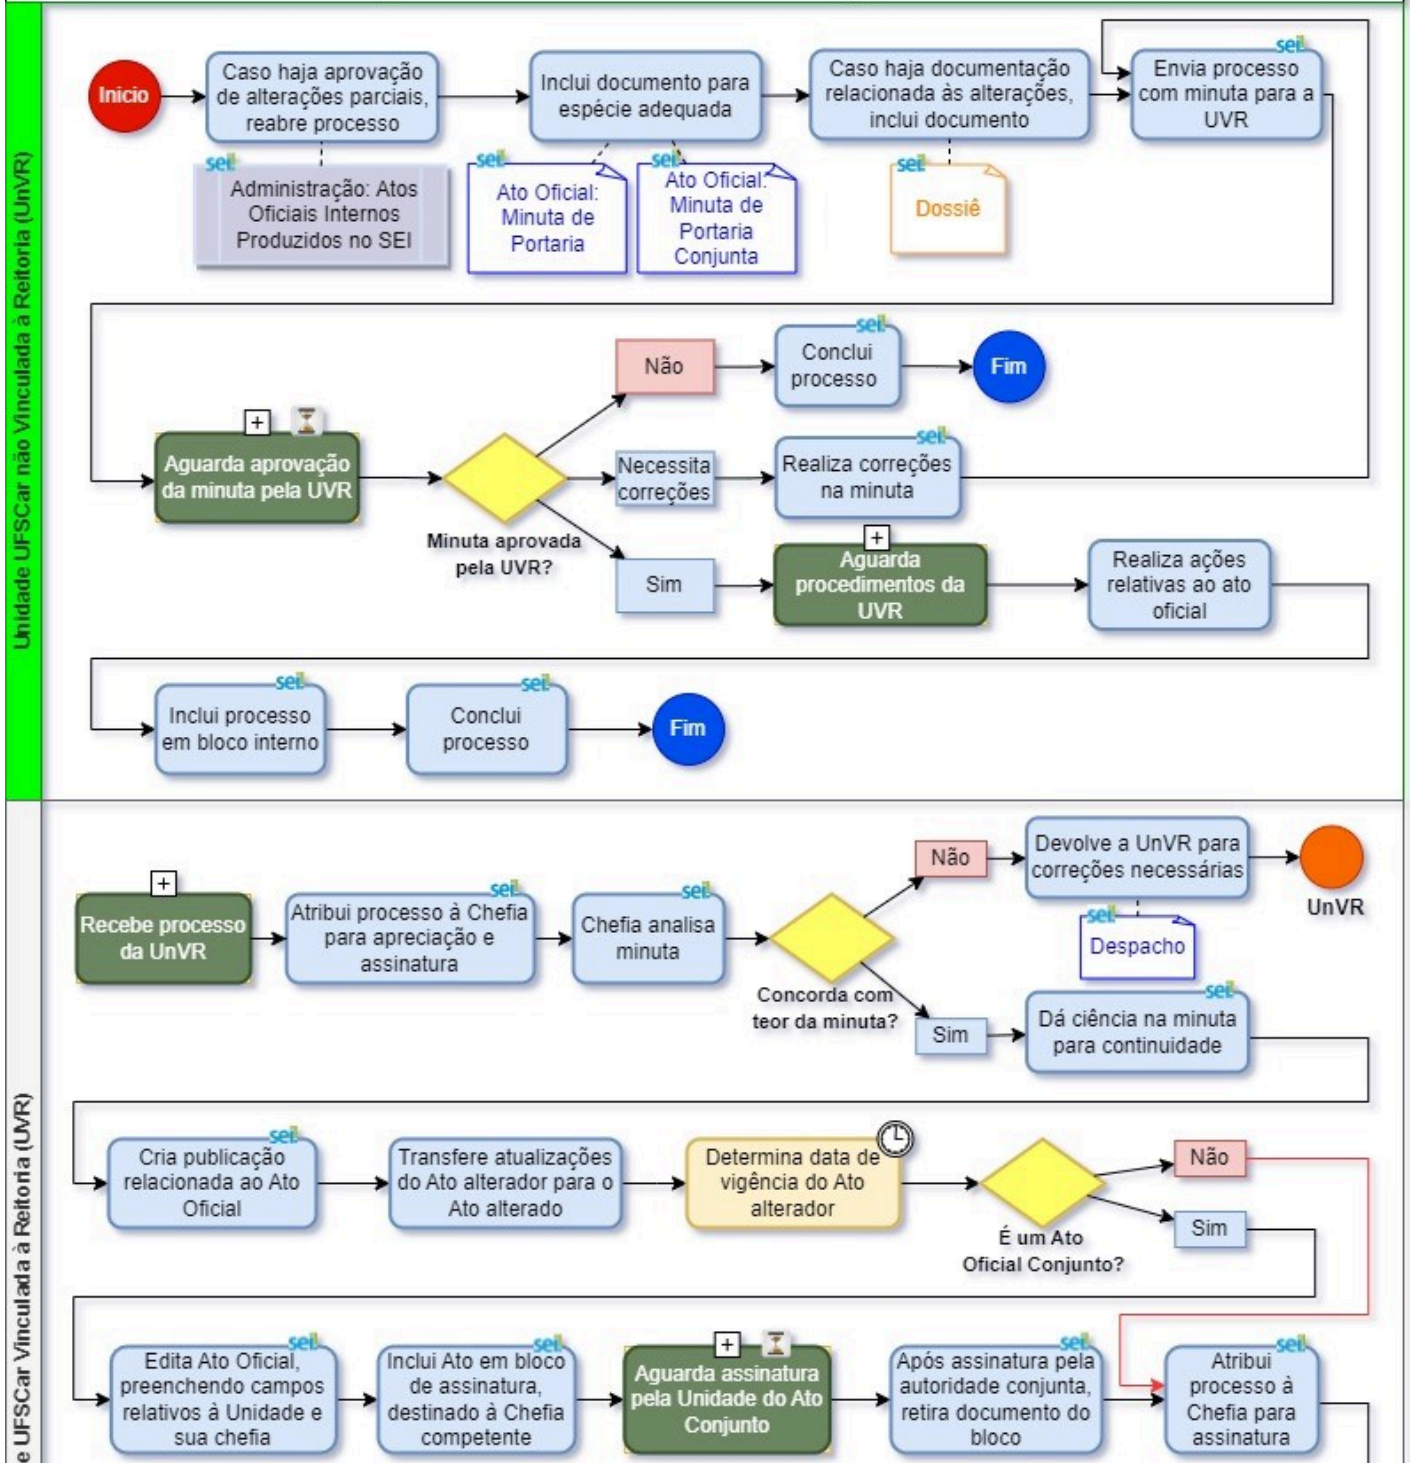 Unidade UFSCar não Vinculada à Reitoria (UnVR)
Inicio
Caso haja aprovação
de alterações parciais,
reabre processo
sei!
Administração: Atos
Oficiais Internos
Produzidos no SEI
Inclui documento para
espécie adequada
sei!
Ato Oficial:
Minuta de
Portaria
sei!
Ato Oficial:
Minuta de
Portaria
Conjunta
Caso haja documentação
relacionada às alterações,
inclui documento
sei!
Dossiê
sei!
Envia processo
com minuta para a
UVR
+
Aguarda aprovação
da minuta pela UVR
Minuta aprovada
pela UVR?
Não
sei!
Conclui
processo
Fim
Necessita
correções
sei!
Realiza correções
na minuta
Sim
+
Aguarda
procedimentos da
UVR
Realiza ações
relativas ao ato
oficial
sei!
Inclui processo
em bloco interno
sei!
Conclui
processo
Fim
e UFSCar Vinculada à Reitoria (UVR)
+
Recebe processo
da UnVR
sei!
Atribui processo à Chefia
para apreciação e
assinatura
sei!
Chefia analisa
minuta
Concorda com
teor da minuta?
Não
Devolve a UnVR para
correções necessárias
UnVR
sei!
Despacho
Sim
sei!
Dá ciência na minuta
para continuidade
sei!
Cria publicação
relacionada ao Ato
Oficial
Transfere atualizações
do Ato alterador para o
Ato alterado
Determina data de
vigência do Ato
alterador
É um Ato
Oficial Conjunto?
Não
Sim
sei!
Edita Ato Oficial,
preenchendo campos
relativos à Unidade e
sua chefia
sei!
Inclui Ato em bloco
de assinatura,
destinado à Chefia
competente
+
Aguarda assinatura
pela Unidade do Ato
Conjunto
sei!
Após assinatura pela
autoridade conjunta,
retira documento do
bloco
sei!
Atribui
processo à
Chefia para
assinatura